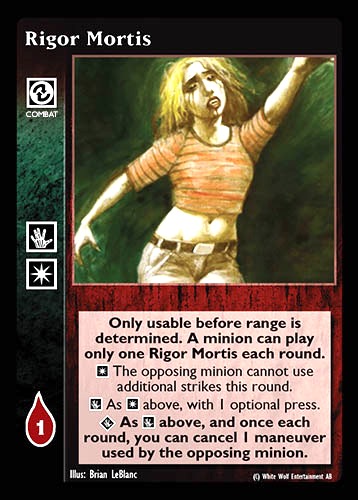 Rigor Mortis
COMBAT
Only usable before range is
determined. A minion can play
only one Rigor Mortis each round.
The opposing minion cannot use
additional strikes this round.
As above, with 1 optional press.
As above, and once each
round, you can cancel 1 maneuver
used by the opposing minion.
1
Illus: Brian LeBlanc
(C) White Wolf Entertainment AB